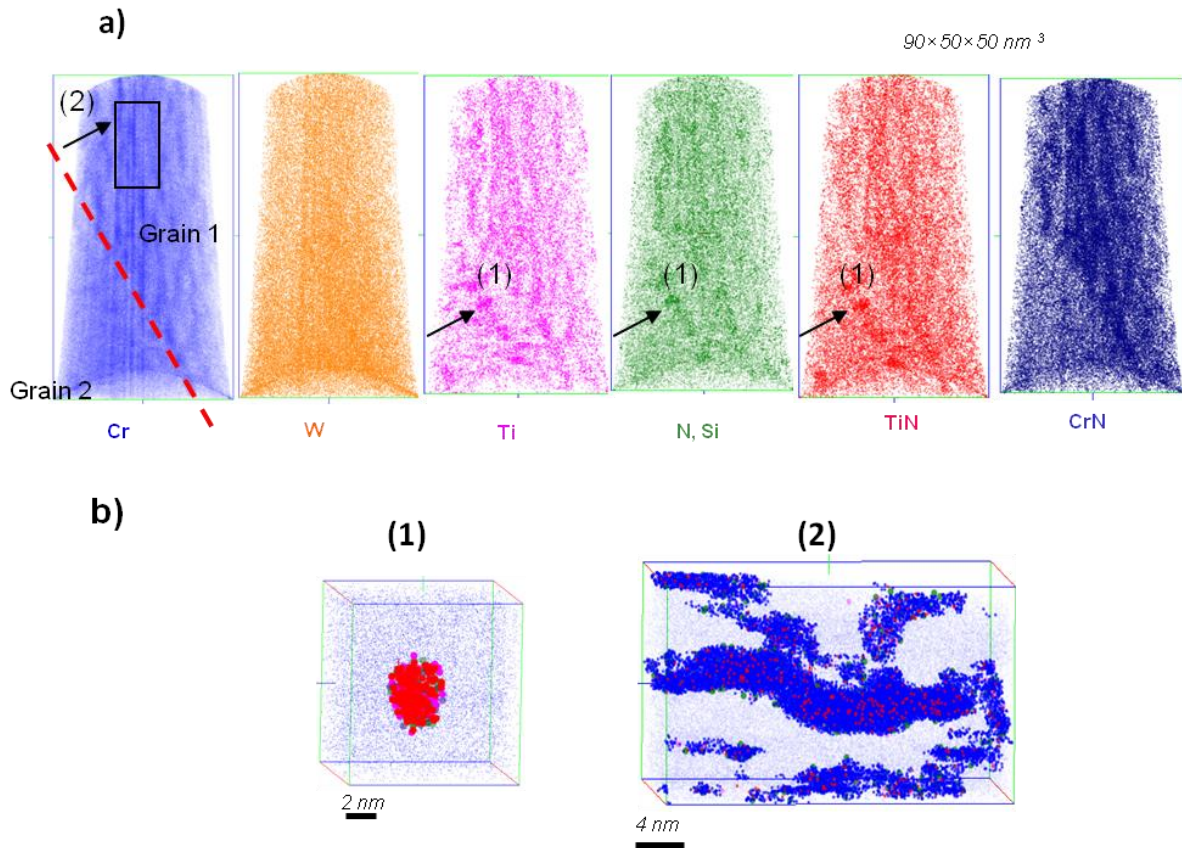 a)
90×50×50 nm ³
(2)
Grain 1
(1)
(1)
(1)
Grain 2
Cr
W
Ti
N, Si
TiN
CrN
b)
(1)
(2)
2 nm
4 nm